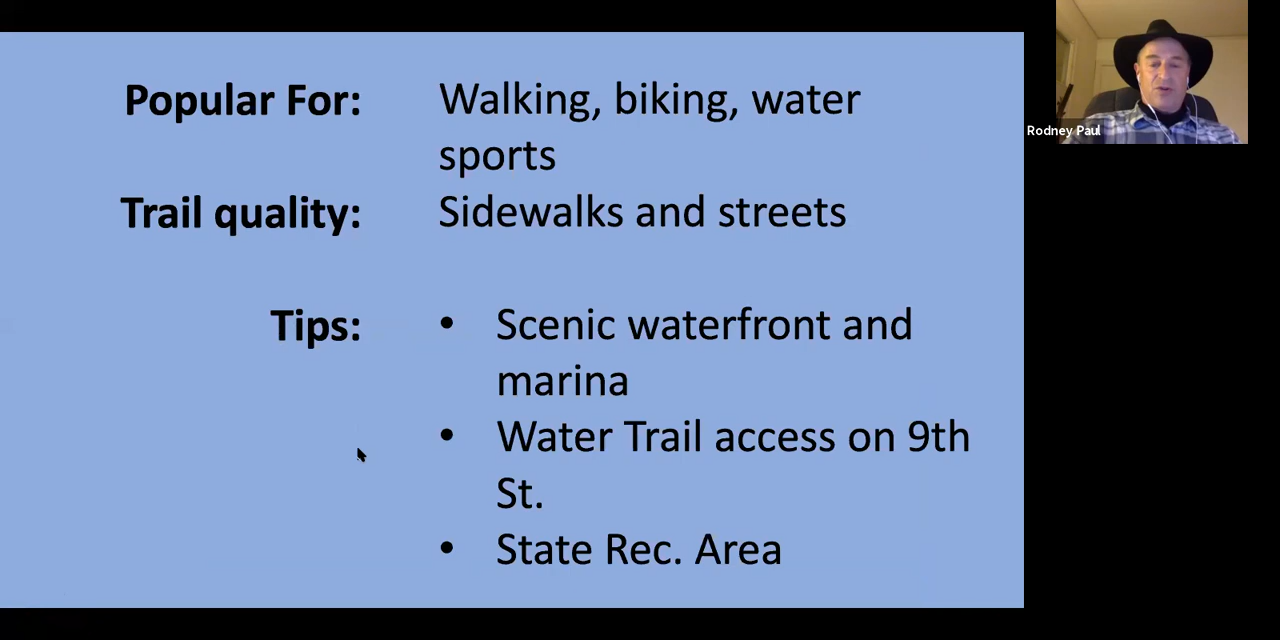 Popular For: Walking, biking, water
sports
Trail quality: Sidewalks and streets
Tips: • Scenic waterfront and
marina
• Water Trail access on 9th
St.
• State Rec. Area
Rodney Paul